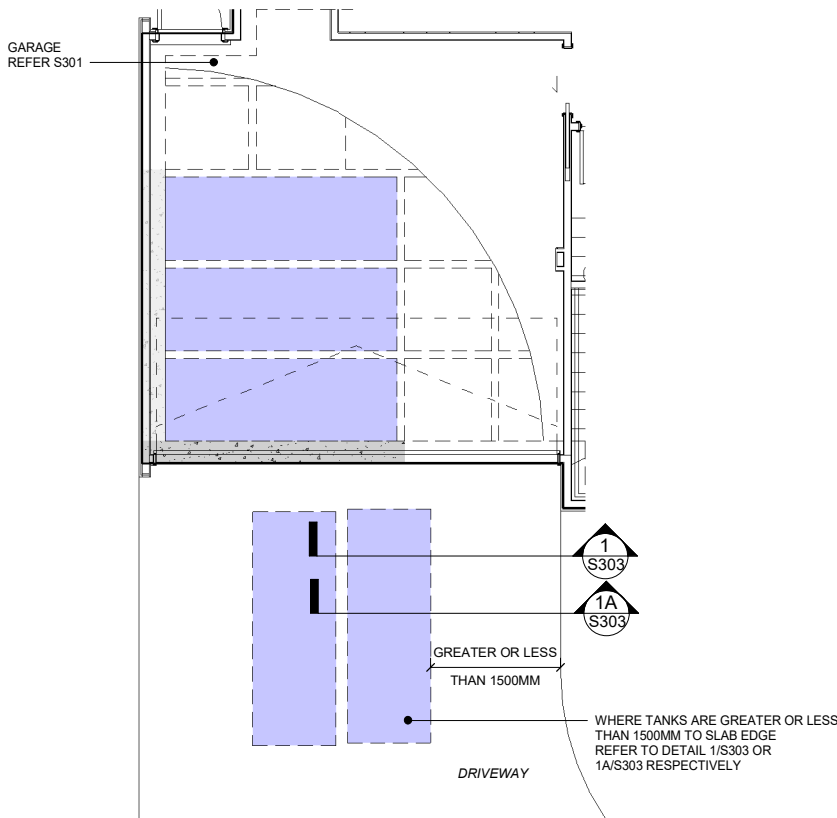 GARAGE
REFER S301
1
S303
1A
S303
GREATER OR LESS
THAN 1500MM
WHERE TANKS ARE GREATER OR LESS
THAN 1500MM TO SLAB EDGE
REFER TO DETAIL 1/S303 OR
1A/S303 RESPECTIVELY
DRIVEWAY